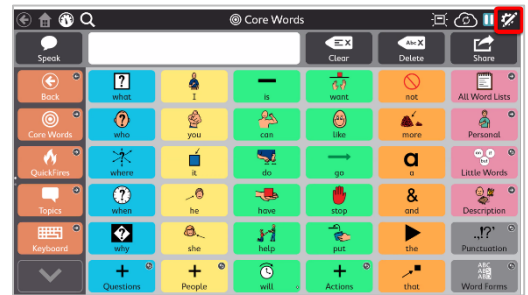 Core Words
Speak
Clear
Abc X
Delete
Share
Back
?
what
I
is
want
not
All Word Lists
Core Words
?
who
you
can
like
more
Personal
QuickFires
where
it
do
go
a
a
Little Words
Topics
?
when
he
have
stop
&
and
Description
Keyboard
?
why
she
help
put
the
.,!?'
Punctuation
+
Questions
+
People
will
+
Actions
that
Word Forms